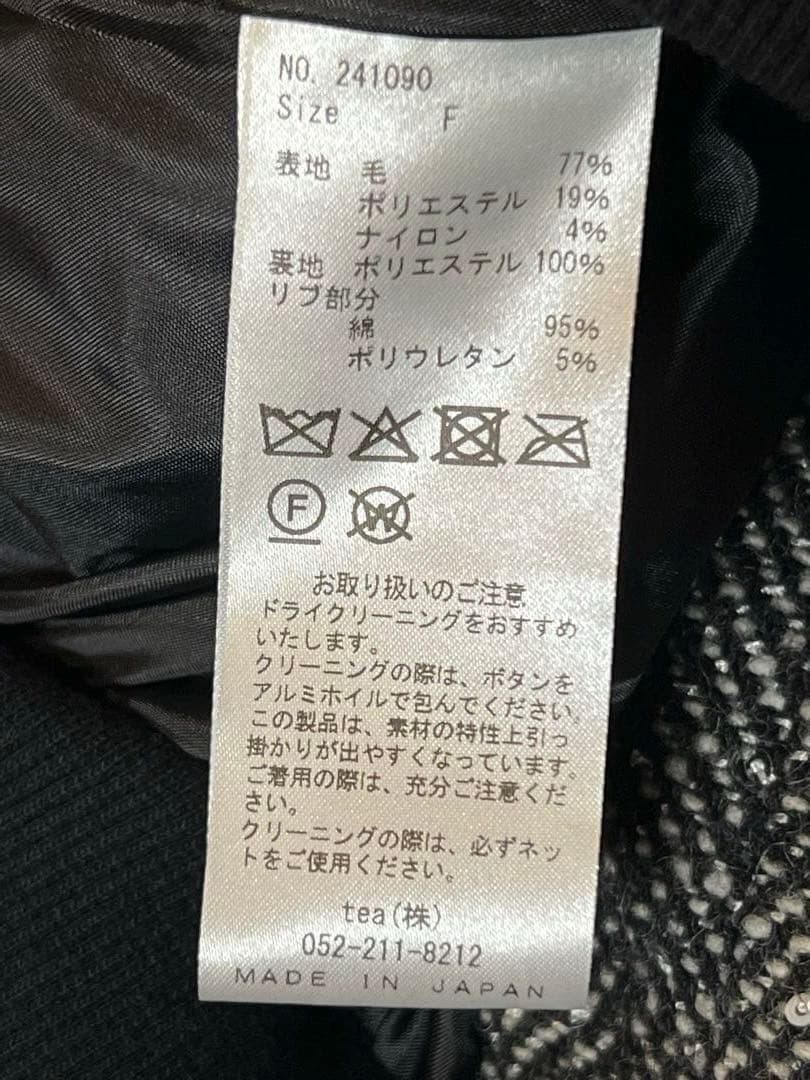 NO. 241090
Size F
表地 毛 77%
ポリエステル 19%
ナイロン 4%
裏地 ポリエステル 100%
リブ部分
綿 95%
ポリウレタン 5%
F W
お取り扱いのご注意
ドライクリーニングをおすすめ
いたします。
クリーニングの際は、ボタンを
アルミホイルで包んでください。
この製品は、素材の特性上引っ
掛かりが出やすくなっています。
ご着用の際は、充分ご注意くだ
さい。
クリーニングの際は、必ずネッ
トをご使用ください。
tea(株)
052-211-8212
MADE IN JAPAN